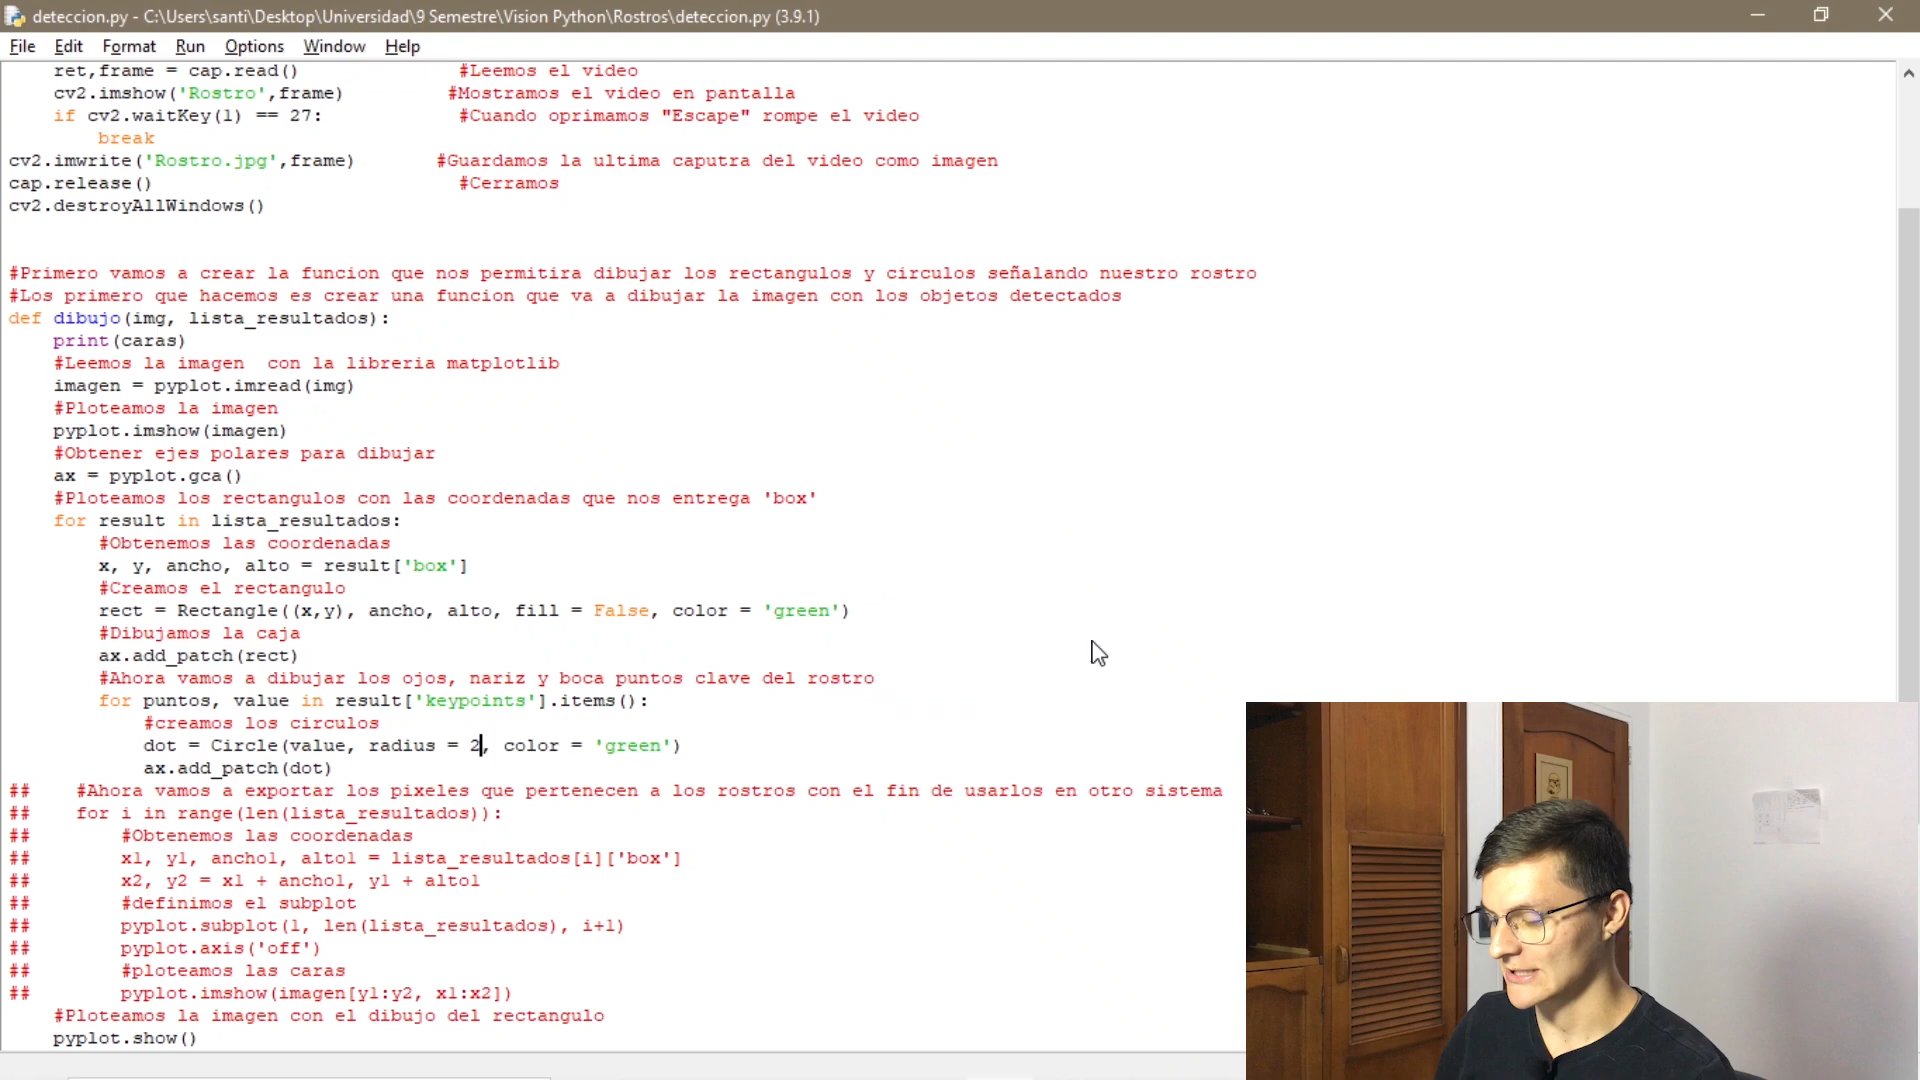 deteccion.py - C:\Users\santi\Desktop\Universidad\9 Semestre\Vision Python\Rostros\deteccion.py (3.9.1)
File Edit Format Run Options Window Help
ret,frame = cap.read() #Leemos el video
cv2.imshow('Rostro',frame) #Mostramos el video en pantalla
if cv2.waitKey(1) == 27: #Cuando oprimamos "Escape" rompe el video
break
cv2.imwrite('Rostro.jpg',frame) #Guardamos la ultima caputra del video como imagen
cap.release() #Cerramos
cv2.destroyAllWindows()
#Primero vamos a crear la funcion que nos permitira dibujar los rectangulos y circulos señalando nuestro rostro
#Los primero que hacemos es crear una funcion que va a dibujar la imagen con los objetos detectados
def dibujo(img, lista_resultados):
print(caras)
#Leemos la imagen  con la libreria matplotlib
imagen = pyplot.imread(img)
#Ploteamos la imagen
pyplot.imshow(imagen)
#Obtener ejes polares para dibujar
ax = pyplot.gca()
#Ploteamos los rectangulos con las coordenadas que nos entrega 'box'
for result in lista_resultados:
#Obtenemos las coordenadas
x, y, ancho, alto = result['box']
#Creamos el rectangulo
rect = Rectangle((x,y), ancho, alto, fill = False, color = 'green')
#Dibujamos la caja
ax.add_patch(rect)
#Ahora vamos a dibujar los ojos, nariz y boca puntos clave del rostro
for puntos, value in result['keypoints'].items():
#creamos los circulos
dot = Circle(value, radius = 2, color = 'green')
ax.add_patch(dot)
## #Ahora vamos a exportar los pixeles que pertenecen a los rostros con el fin de usarlos en otro sistema
## for i in range(len(lista_resultados)):
## #Obtenemos las coordenadas
## x1, y1, ancho1, alto1 = lista_resultados[i]['box']
## x2, y2 = x1 + ancho1, y1 + alto1
## #definimos el subplot
## pyplot.subplot(1, len(lista_resultados), i+1)
## pyplot.axis('off')
## #ploteamos las caras
## pyplot.imshow(imagen[y1:y2, x1:x2])
#Ploteamos la imagen con el dibujo del rectangulo
pyplot.show()